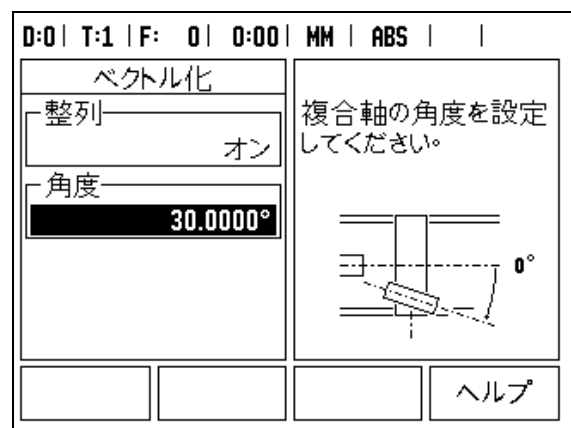 D:0 | T:1 | F: 0 | 0:00 | MM | ABS | |
ベクトル化
整列
オン
角度
30.0000°
複合軸の角度を設定
してください。
0°
ヘルプ